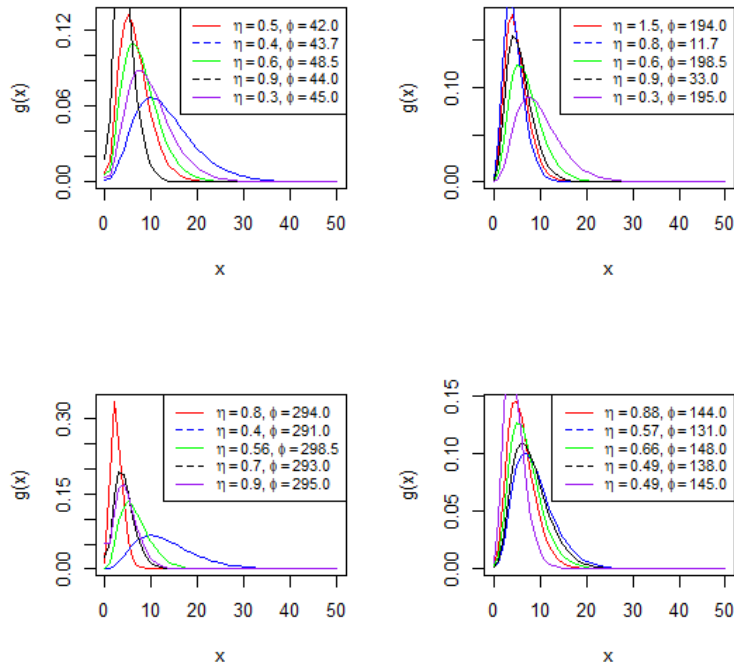 g(x)
0.00
0.06
0.12
η = 0.5, ϕ = 42.0
η = 0.4, ϕ = 43.7
η = 0.6, ϕ = 48.5
η = 0.9, ϕ = 44.0
η = 0.3, ϕ = 45.0
0 10 20 30 40 50
x
g(x)
0.00
0.10
η = 1.5, ϕ = 194.0
η = 0.8, ϕ = 11.7
η = 0.6, ϕ = 198.5
η = 0.9, ϕ = 33.0
η = 0.3, ϕ = 195.0
0 10 20 30 40 50
x
g(x)
0.00
0.15
0.30
η = 0.8, ϕ = 294.0
η = 0.4, ϕ = 291.0
η = 0.56, ϕ = 298.5
η = 0.7, ϕ = 293.0
η = 0.9, ϕ = 295.0
0 10 20 30 40 50
x
g(x)
0.00
0.05
0.10
0.15
η = 0.88, ϕ = 144.0
η = 0.57, ϕ = 131.0
η = 0.66, ϕ = 148.0
η = 0.49, ϕ = 138.0
η = 0.49, ϕ = 145.0
0 10 20 30 40 50
x